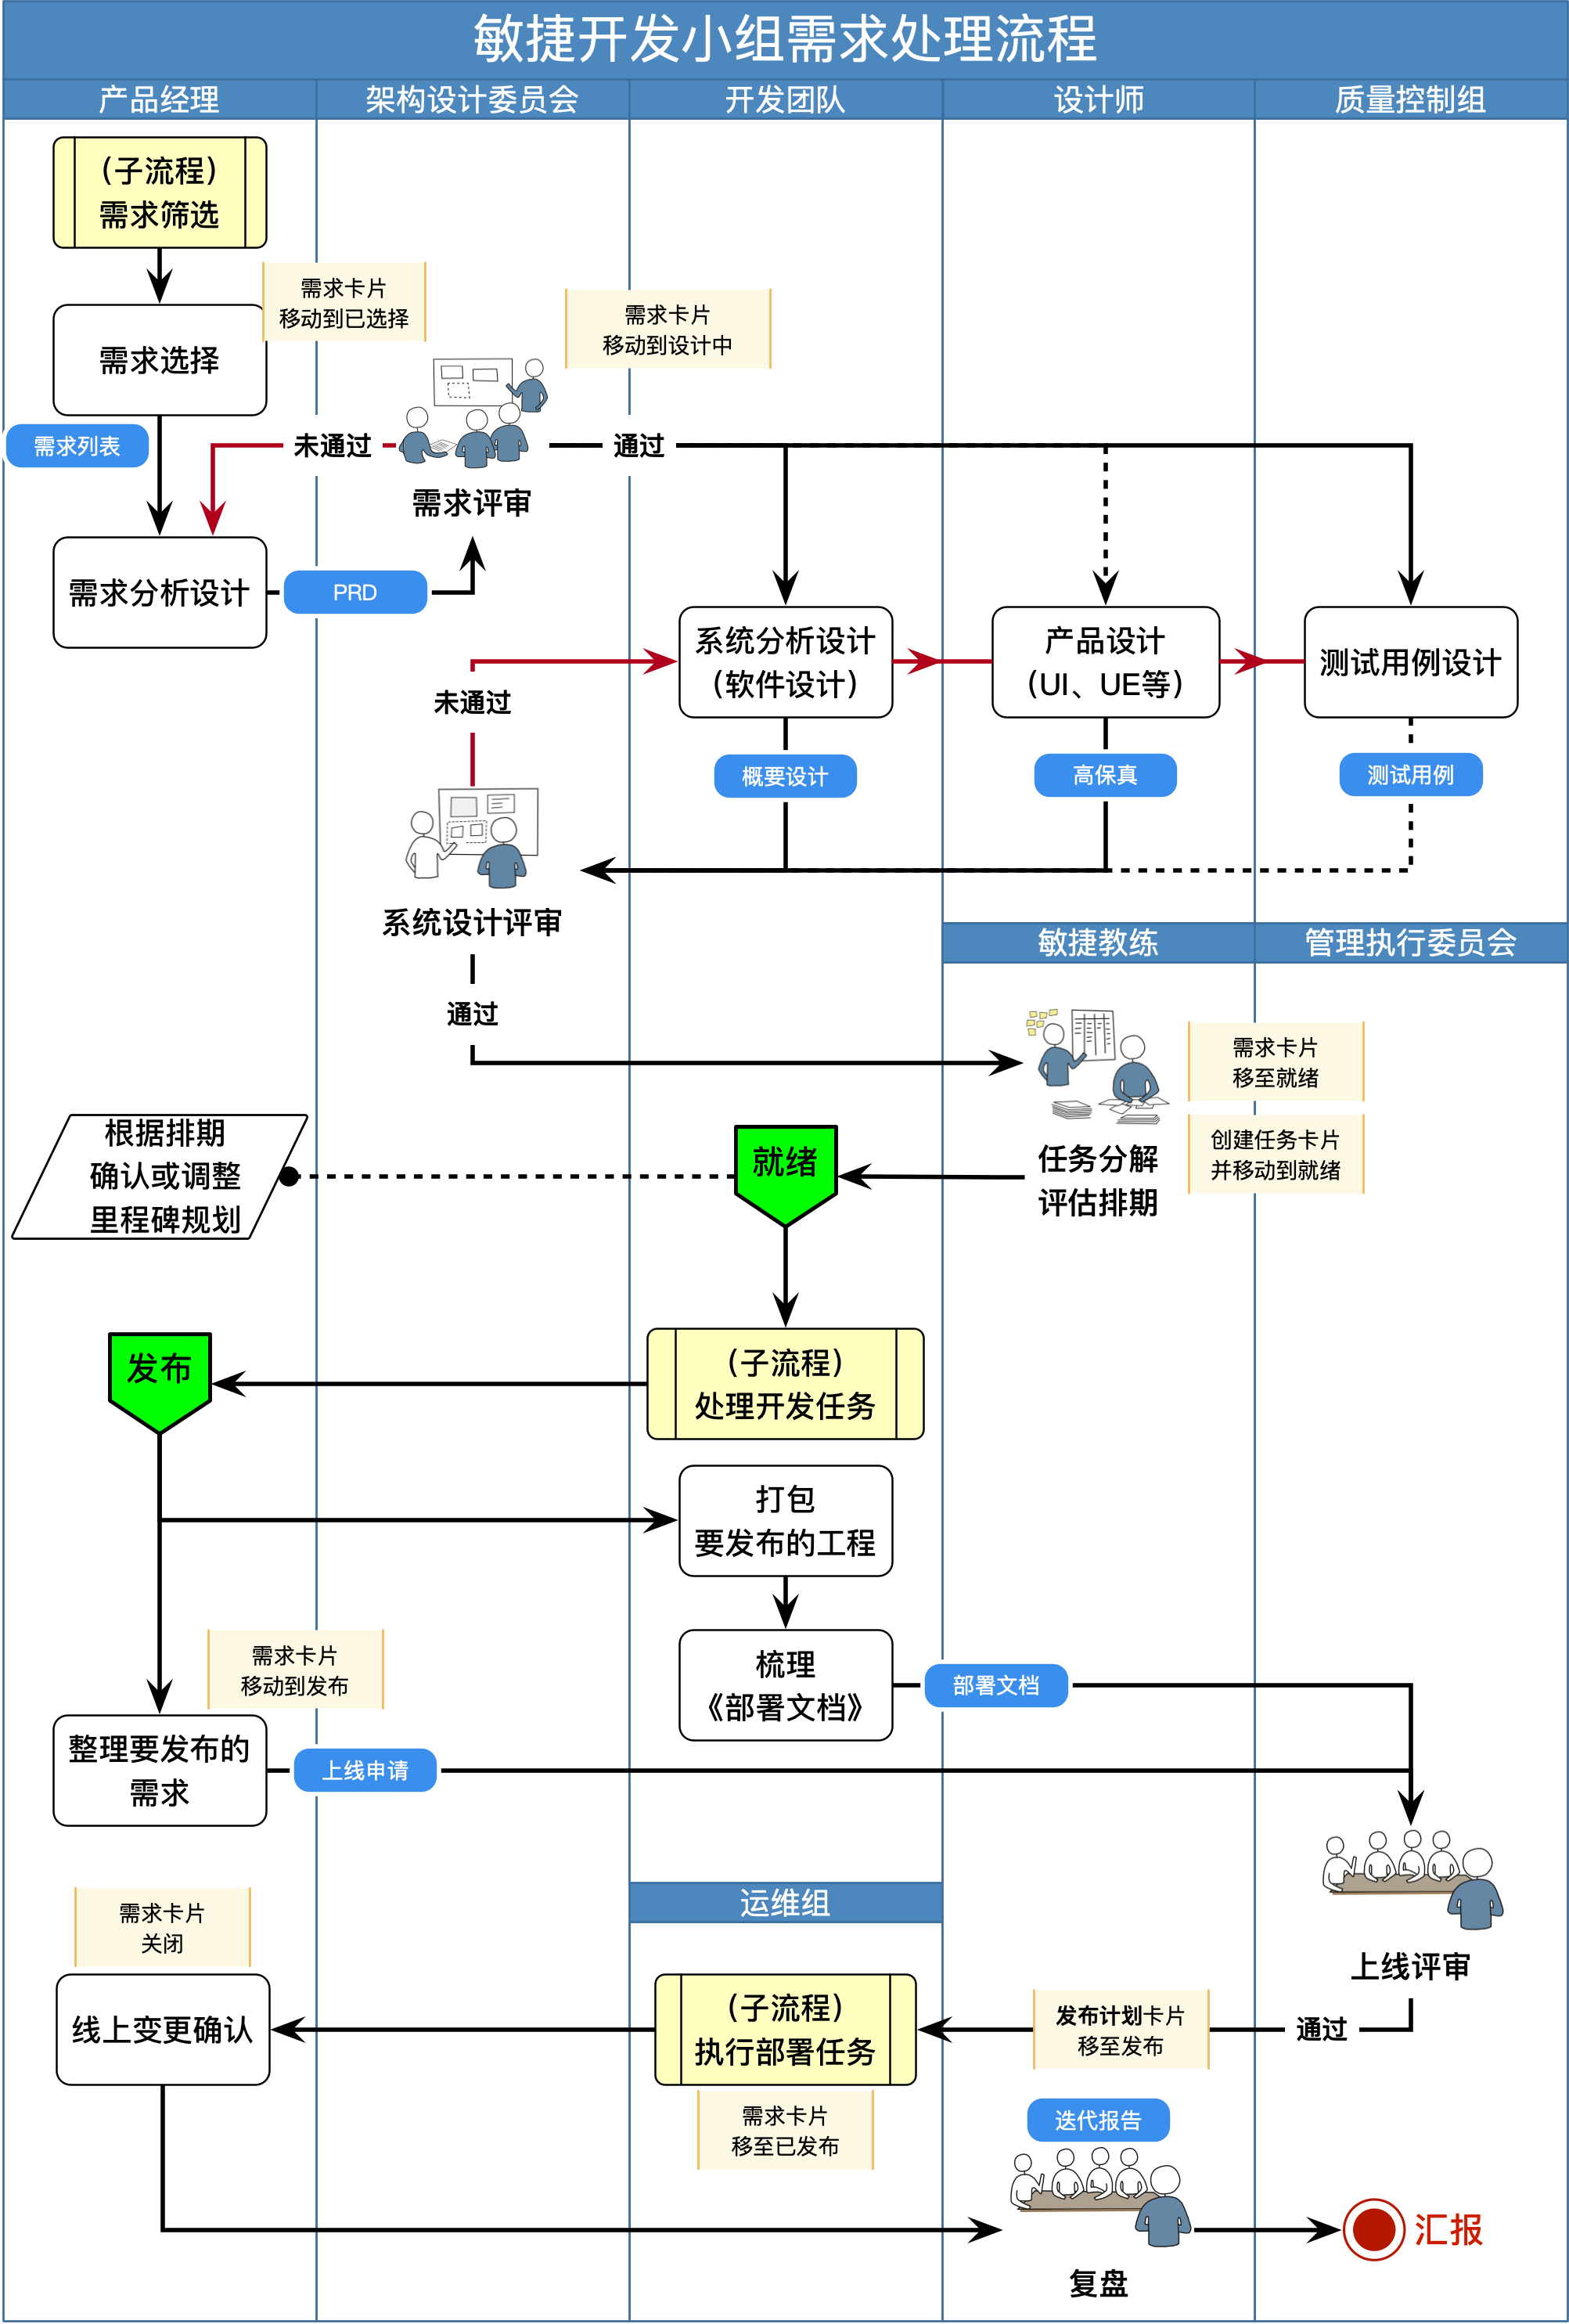 敏捷开发小组需求处理流程
产品经理
架构设计委员会
开发团队
设计师
质量控制组
（子流程）
需求筛选
需求卡片
移动到已选择
需求卡片
移动到设计中
需求选择
需求列表
未通过
通过
需求评审
需求分析设计
PRD
系统分析设计
（软件设计）
产品设计
（UI、UE等）
测试用例设计
未通过
概要设计
高保真
测试用例
系统设计评审
敏捷教练
管理执行委员会
通过
需求卡片
移至就绪
创建任务卡片
并移动到就绪
任务分解
评估排期
就绪
根据排期
确认或调整
里程碑规划
发布
（子流程）
处理开发任务
打包
要发布的工程
梳理
《部署文档》
部署文档
需求卡片
移动到发布
整理要发布的
需求
上线申请
上线评审
运维组
需求卡片
关闭
线上变更确认
（子流程）
执行部署任务
发布计划卡片
移至发布
通过
需求卡片
移至已发布
迭代报告
复盘
汇报